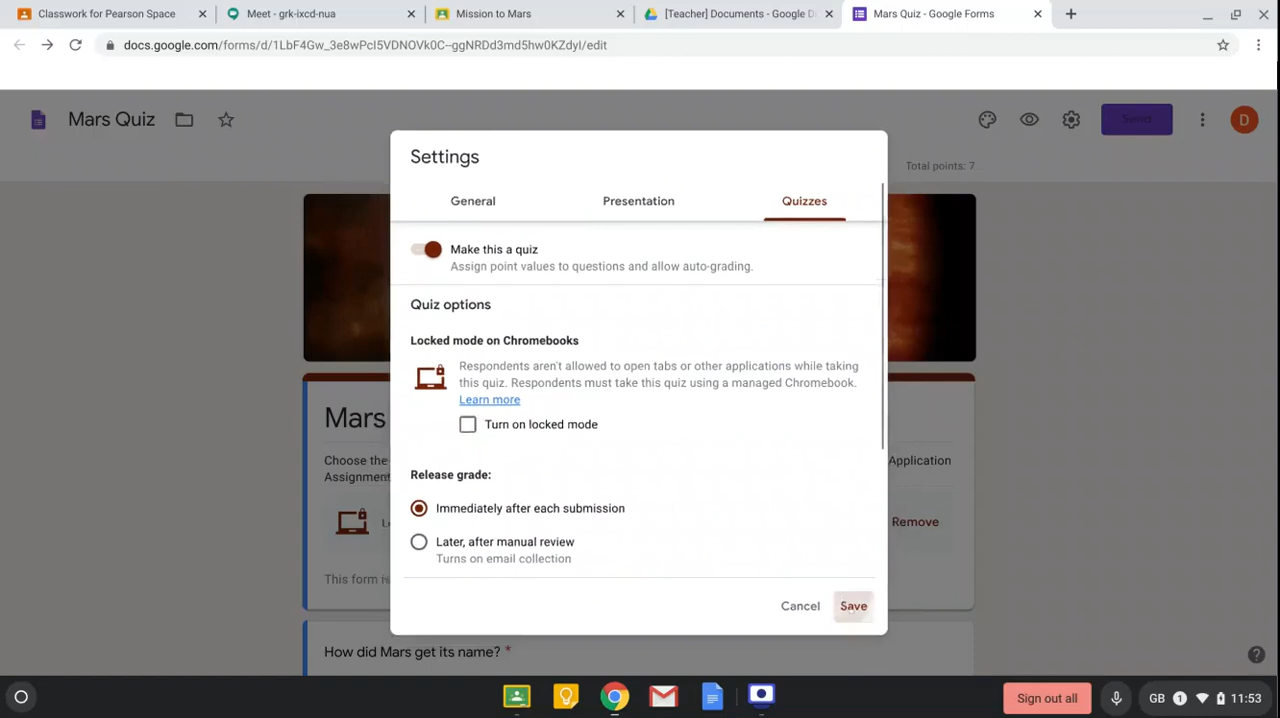 Classwork for Pearson Space
Meet - grk-ixcd-nua
Mission to Mars
[Teacher] Documents - Google D
Mars Quiz - Google Forms
docs.google.com/forms/d/1LbF4Gw_3e8wPcI5VDNOVk0C--ggNRDd3md5hw0KZdyI/edit
Mars Quiz
Send
D
Total points: 7
Settings
General
Presentation
Quizzes
Make this a quiz
Assign point values to questions and allow auto-grading.
Quiz options
Locked mode on Chromebooks
Respondents aren't allowed to open tabs or other applications while taking
this quiz. Respondents must take this quiz using a managed Chromebook.
Learn more
Turn on locked mode
Release grade:
Immediately after each submission
Later, after manual review
Turns on email collection
Cancel
Save
Mars
Choose the
Application
Assignment
Remove
This form is
How did Mars get its name? *
Sign out all
GB 1 11:53